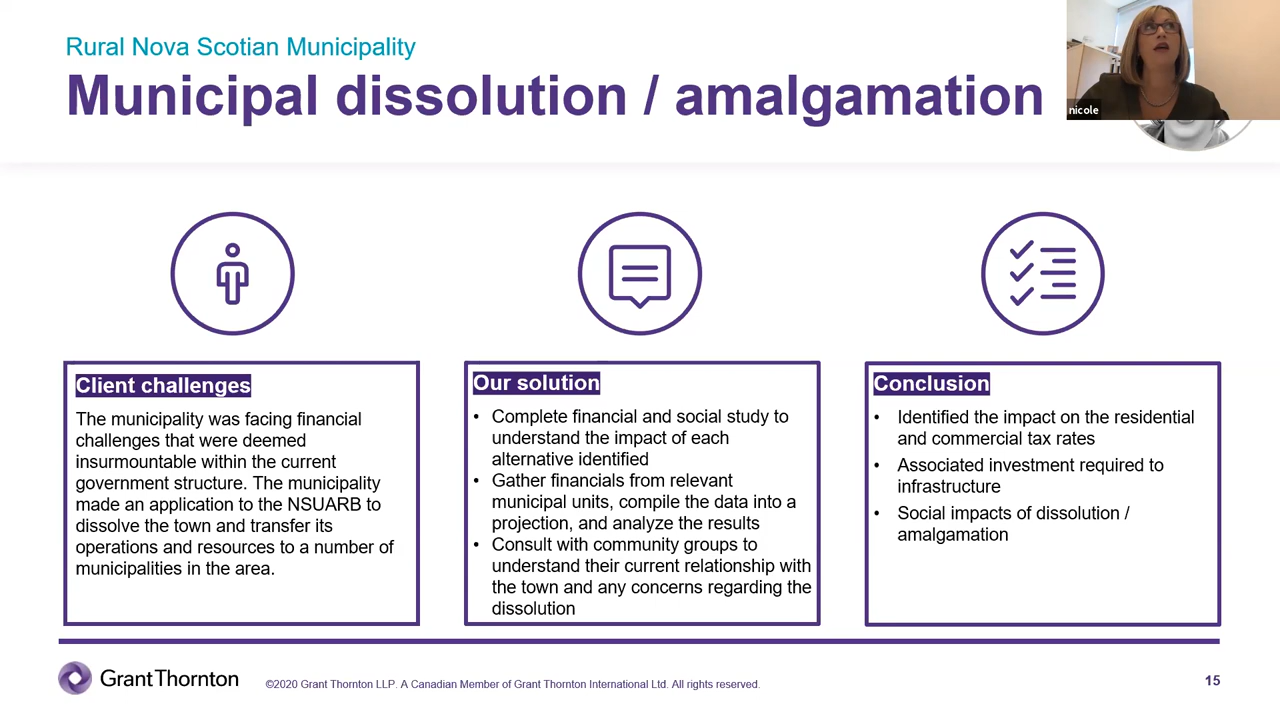 Rural Nova Scotian Municipality
Municipal dissolution / amalgamation
nicole
Client challenges
The municipality was facing financial
challenges that were deemed
insurmountable within the current
government structure. The municipality
made an application to the NSUARB to
dissolve the town and transfer its
operations and resources to a number of
municipalities in the area.
Our solution
• Complete financial and social study to
understand the impact of each
alternative identified
• Gather financials from relevant
municipal units, compile the data into a
projection, and analyze the results
• Consult with community groups to
understand their current relationship with
the town and any concerns regarding the
dissolution
Conclusion
• Identified the impact on the residential
and commercial tax rates
• Associated investment required to
infrastructure
• Social impacts of dissolution /
amalgamation
Grant Thornton
©2020 Grant Thornton LLP. A Canadian Member of Grant Thornton International Ltd. All rights reserved.
15